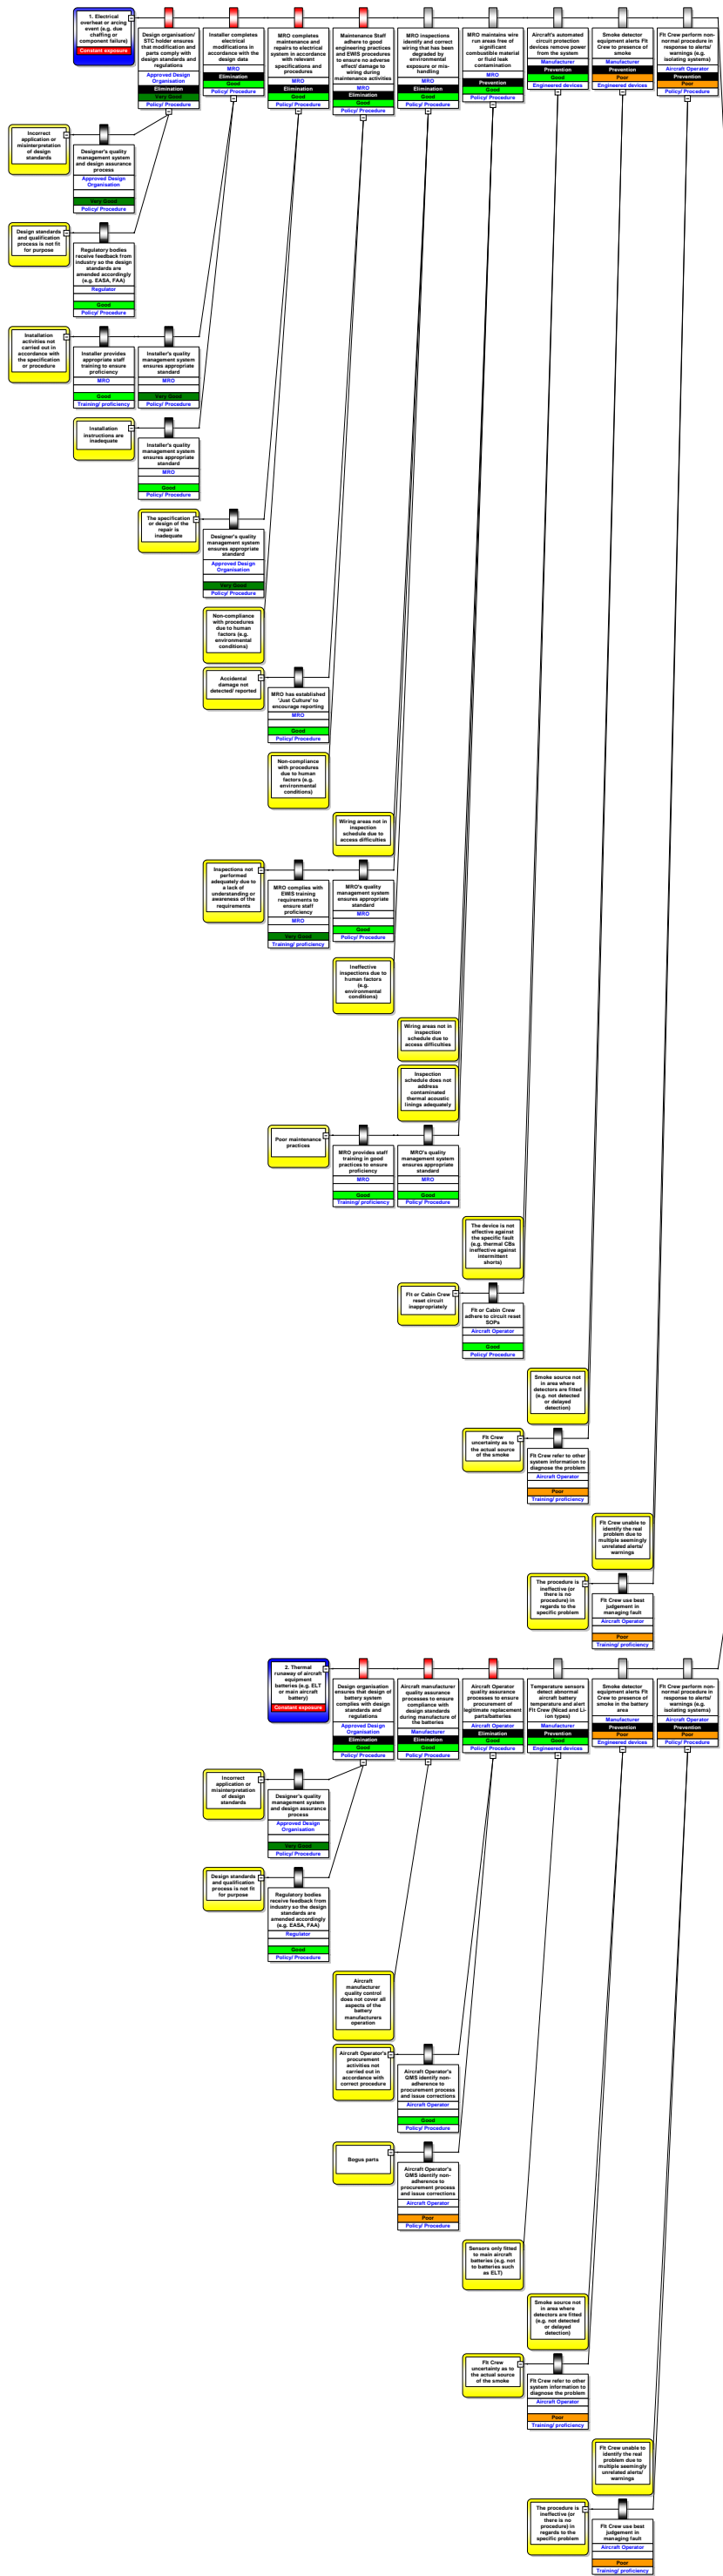 1. Electrical
overheat or arcing
event (e.g. due
chaffing or
component failure)
Constant exposure
Design organisation/
STC holder ensures
that modification and
parts comply with
design standards and
regulations
Approved Design
Organisation
Elimination
Very Good
Policy/ Procedure
Installer completes
electrical
modifications in
accordance with the
design data
MRO
Elimination
Good
Policy/ Procedure
MRO completes
maintenance and
repairs to electrical
system in accordance
with relevant
specifications and
procedures
MRO
Elimination
Good
Policy/ Procedure
Maintenance Staff
adhere to good
engineering practices
and EWIS procedures
to ensure no adverse
effect/ damage to
wiring during
maintenance activities
MRO
Elimination
Good
Policy/ Procedure
MRO inspections
identify and correct
wiring that has been
degraded by
environmental
exposure or mis-
handling
MRO
Elimination
Good
Policy/ Procedure
MRO maintains wire
run areas free of
significant
combustible material
or fluid leak
contamination
MRO
Prevention
Good
Policy/ Procedure
Aircraft's automated
circuit protection
devices remove power
from the system
Manufacturer
Prevention
Good
Engineered devices
Smoke detector
equipment alerts Flt
Crew to presence of
smoke
Manufacturer
Prevention
Poor
Engineered devices
Flt Crew perform non-
normal procedure in
response to alerts/
warning (e.g.
isolating systems)
Aircraft Operator
Prevention
Poor
Policy/ Procedure
Incorrect
application or
misinterpretation
of design
standards
Designer's quality
management system
and design assurance
process
Approved Design
Organisation
Very Good
Policy/ Procedure
Design standards
and qualification
process is not fit
for purpose
Regulatory bodies
receive feedback from
industry so the design
standards are
amended accordingly
(e.g. EASA, FAA)
Regulator
Good
Policy/ Procedure
Installation
activities not
carried out in
accordance with
the specification
or procedure
Installer provides
appropriate staff
training to ensure
proficiency
MRO
Good
Training/ proficiency
Installer's quality
management system
ensures appropriate
standard
MRO
Very Good
Policy/ Procedure
Installation
instructions are
inadequate
Installer's quality
management system
ensures appropriate
standard
MRO
Good
Policy/ Procedure
The specification
or design of the
repair is
inadequate
Designer's quality
management system
ensures appropriate
standard
Approved Design
Organisation
Very Good
Policy/ Procedure
Non-compliance
with procedures
due to human
factors (e.g.
environmental
conditions)
Accidental
damage not
detected/ reported
MRO has established
'Just Culture' to
encourage reporting
MRO
Good
Policy/ Procedure
Non-compliance
with procedures
due to human
factors (e.g.
environmental
conditions)
Wiring areas not in
inspection
schedule due to
access difficulties
Inspections not
performed
adequately due to
a lack of
understanding or
awareness of the
requirements
MRO complies with
EWIS training
requirements to
ensure staff
proficiency
MRO
Very Good
Training/ proficiency
MRO's quality
management system
ensures appropriate
standard
MRO
Good
Policy/ Procedure
Ineffective
inspections due to
human factors
(e.g.
environmental
conditions)
Wiring areas not in
inspection
schedule due to
access difficulties
Inspection
schedule does not
address
contaminated
thermal acoustic
linings adequately
Poor maintenance
practices
MRO provides staff
training in good
practices to ensure
proficiency
MRO
Good
Training/ proficiency
MRO's quality
management system
ensures appropriate
standard
MRO
Good
Policy/ Procedure
The device is not
effective against
the specific fault
(e.g. thermal CBs
ineffective against
intermittent
shorts)
Flt or Cabin Crew
reset circuit
inappropriately
Flt or Cabin Crew
adhere to circuit reset
SOPs
Aircraft Operator
Good
Policy/ Procedure
Smoke source not
in area where
detectors are fitted
(e.g. not detected
or delayed
detection)
Flt Crew
uncertainty as to
the actual source
of the smoke
Flt Crew refer to other
system information to
diagnose the problem
Aircraft Operator
Poor
Training/ proficiency
Flt Crew unable to
identify the real
problem due to
multiple seemingly
unrelated alerts/
warnings
The procedure is
ineffective (or
there is no
procedure) in
regards to the
specific problem
Flt Crew use best
judgement in
managing fault
Aircraft Operator
Poor
Training/ proficiency
2. Thermal
runaway of aircraft
equipment
batteries (e.g. ELT
or main aircraft
battery)
Constant exposure
Design organisation
ensures that design of
battery system
complies with design
standards and
regulations
Approved Design
Organisation
Elimination
Good
Policy/ Procedure
Aircraft manufacturer
quality assurance
processes to ensure
compliance with
design standards
during manufacture of
the batteries
Manufacturer
Elimination
Good
Policy/ Procedure
Aircraft Operator
quality assurance
processes to ensure
procurement of
legitimate replacement
parts/batteries
Aircraft Operator
Elimination
Good
Policy/ Procedure
Temperature sensors
detect abnormal
aircraft battery
temperature and alert
Flt Crew (Nicad and Li-
ion types)
Manufacturer
Prevention
Good
Engineered devices
Smoke detector
equipment alerts Flt
Crew to presence of
smoke in the battery
area
Manufacturer
Prevention
Poor
Engineered devices
Flt Crew perform non-
normal procedure in
response to alerts/
warning (e.g.
isolating systems)
Aircraft Operator
Prevention
Poor
Policy/ Procedure
Incorrect
application or
misinterpretation
of design
standards
Designer's quality
management system
and design assurance
process
Approved Design
Organisation
Very Good
Policy/ Procedure
Design standards
and qualification
process is not fit
for purpose
Regulatory bodies
receive feedback from
industry so the design
standards are
amended accordingly
(e.g. EASA, FAA)
Regulator
Good
Policy/ Procedure
Aircraft
manufacturer
quality control
does not cover all
aspects of the
battery
manufacturers
operation
Aircraft Operator's
procurement
activities not
carried out in
accordance with
correct procedure
Aircraft Operator's
QMS identify non-
adherence to
procurement process
and issue corrections
Aircraft Operator
Good
Policy/ Procedure
Bogus parts
Aircraft Operator's
QMS identify non-
adherence to
procurement process
and issue corrections
Aircraft Operator
Poor
Policy/ Procedure
Sensors only fitted
to main aircraft
batteries (e.g. not
to batteries such
as ELT)
Smoke source not
in area where
detectors are fitted
(e.g. not detected
or delayed
detection)
Flt Crew
uncertainty as to
the actual source
of the smoke
Flt Crew refer to other
system information to
diagnose the problem
Aircraft Operator
Poor
Training/ proficiency
Flt Crew unable to
identify the real
problem due to
multiple seemingly
unrelated alerts/
warnings
The procedure is
ineffective (or
there is no
procedure) in
regards to the
specific problem
Flt Crew use best
judgement in
managing fault
Aircraft Operator
Poor
Training/ proficiency